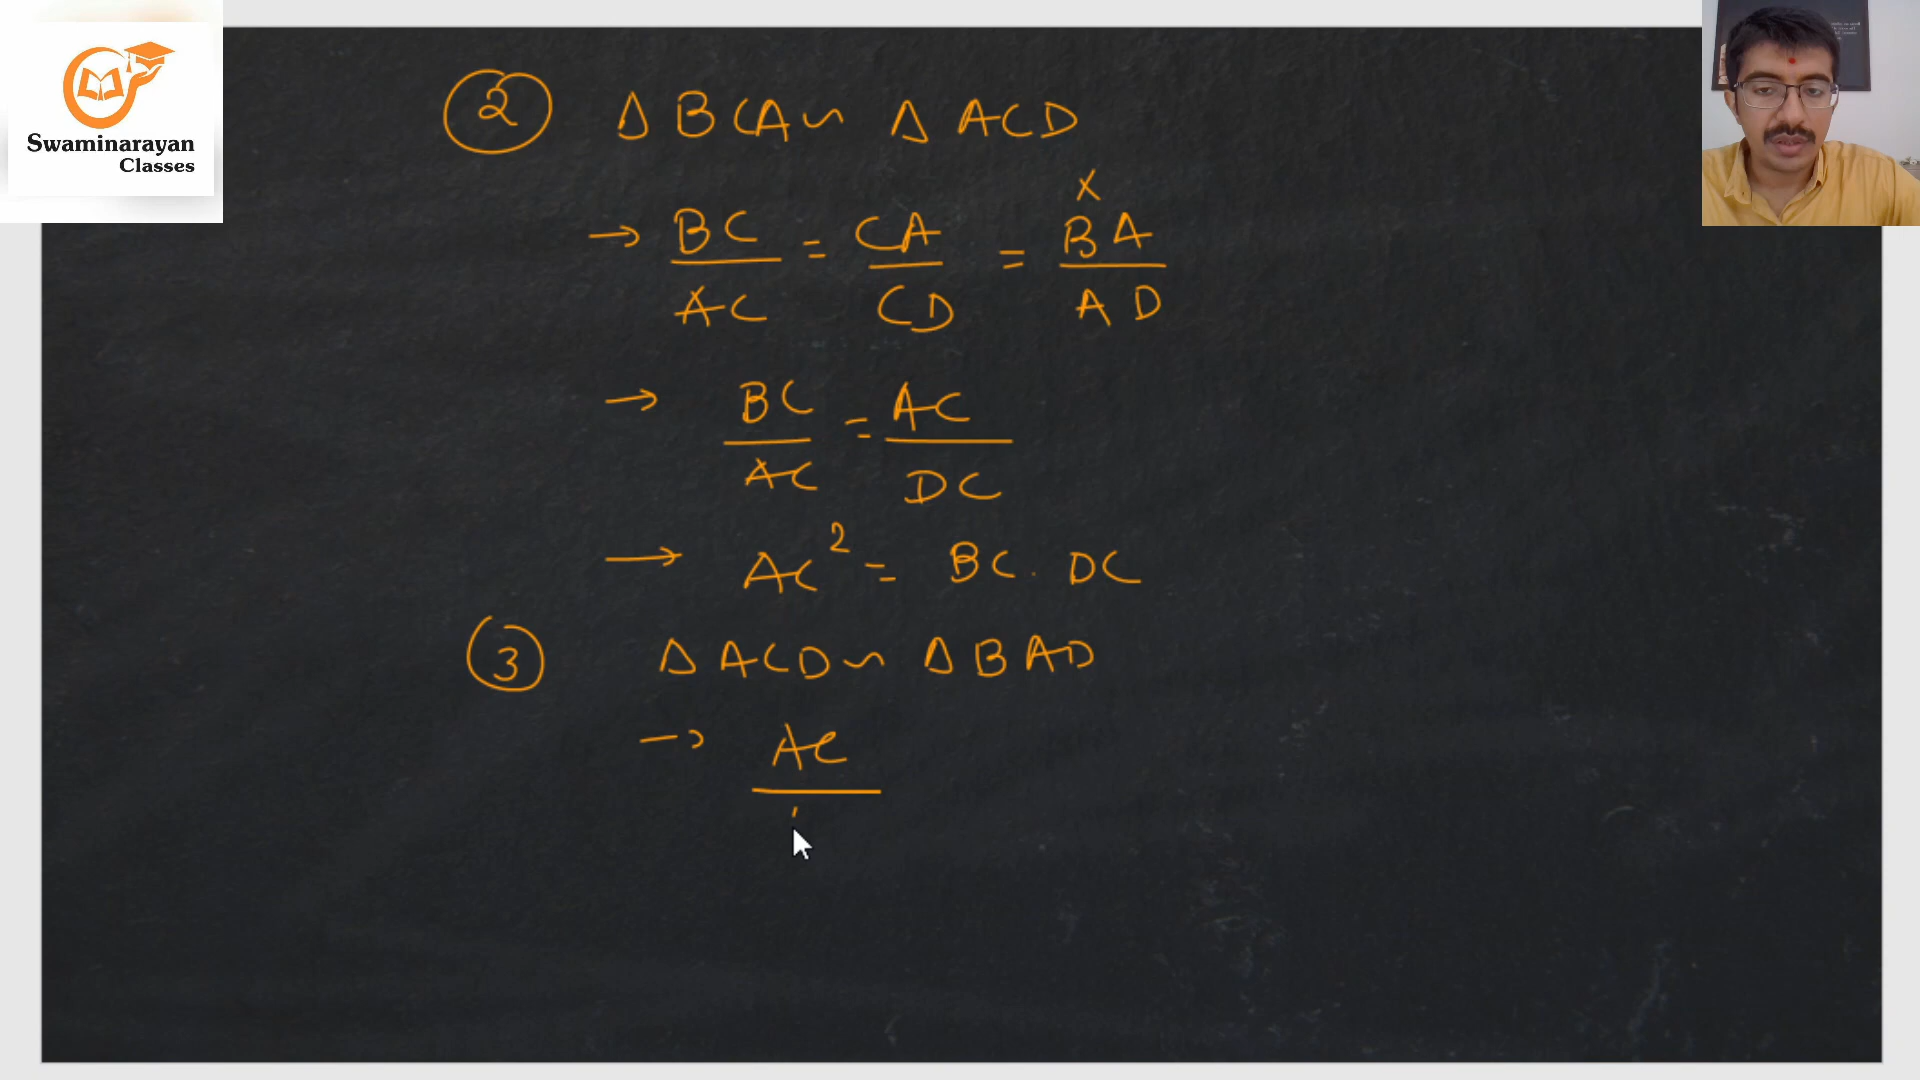 Swaminarayan
Classes
② Δ BCA ~ Δ ACD
x
→ BC/AC = CA/CD = BA/AD
→ BC/AC = AC/DC
→ AC² = BC . DC
③ Δ ACD ~ Δ BAD
→ AC